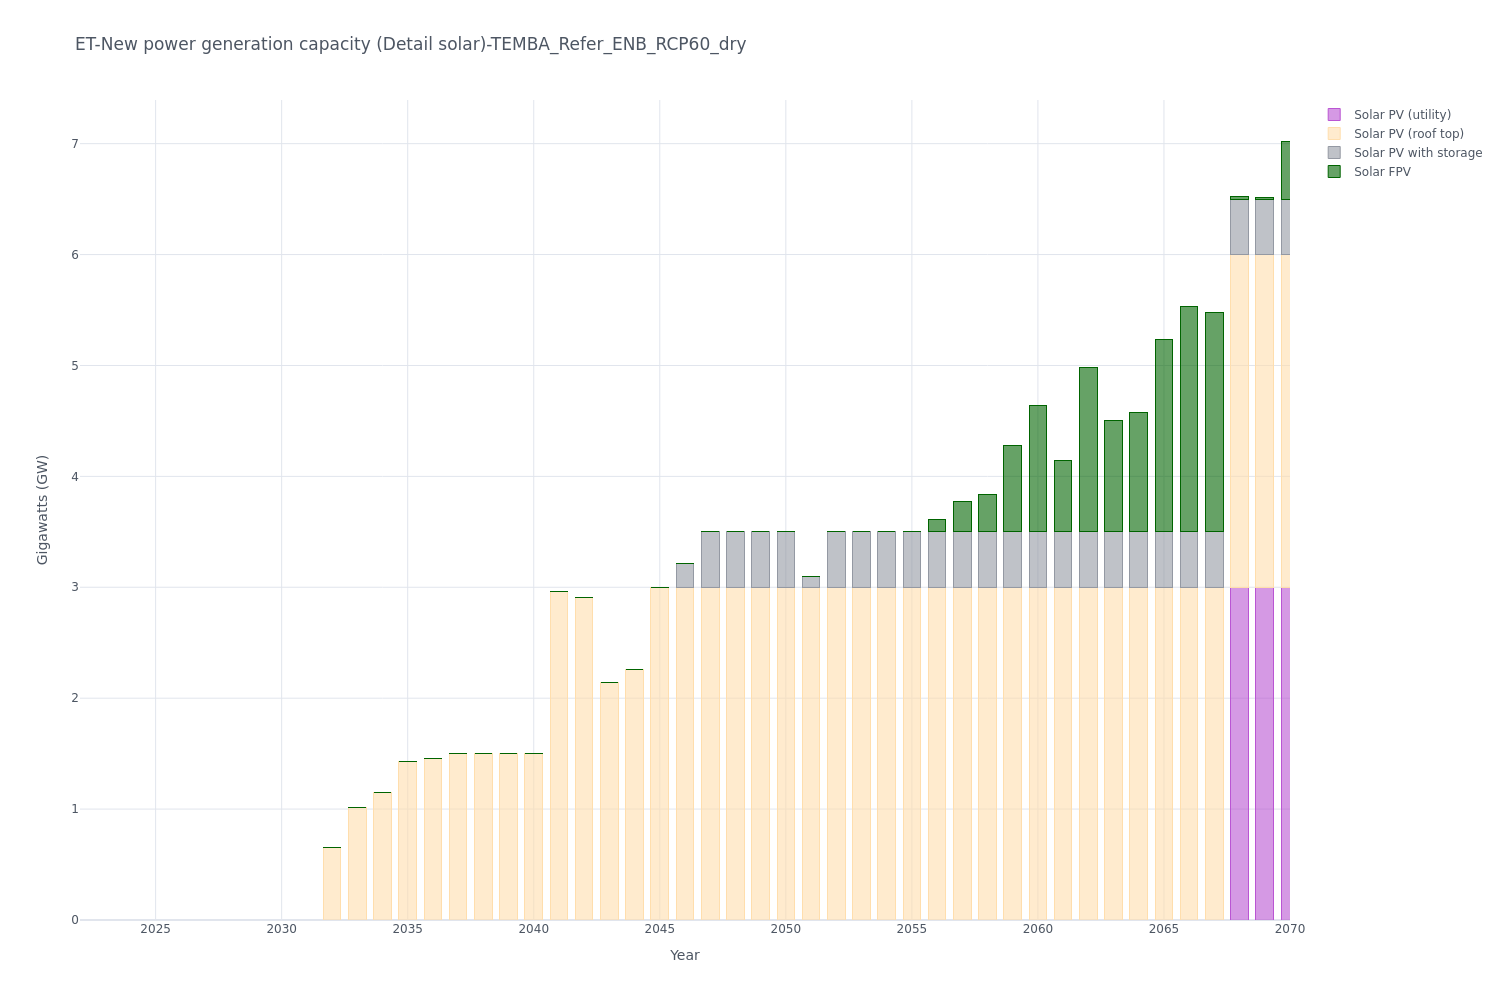 ET-New power generation capacity (Detail solar)-TEMBA_Refer_ENB_RCP60_dry
Solar PV (utility)
Solar PV (roof top)
Solar PV with storage
Solar FPV
7
6
5
4
3
2
1
0
Gigawatts (GW)
2025
2030
2035
2040
2045
2050
2055
2060
2065
2070
Year